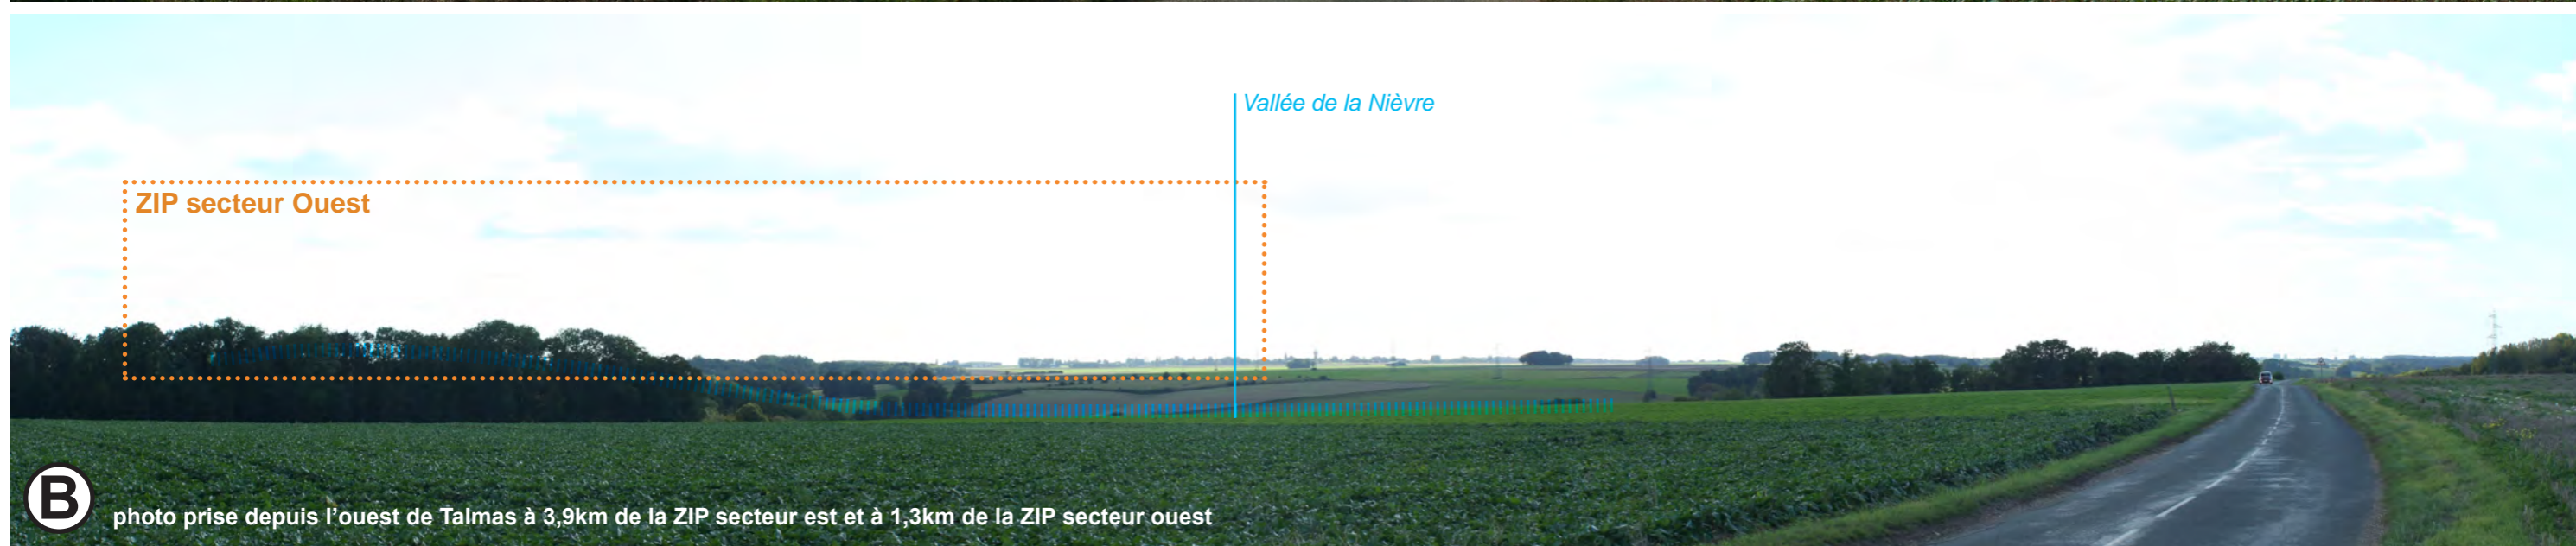 Vallée de la Nièvre
ZIP secteur Ouest
B
photo prise depuis l'ouest de Talmas à 3,9km de la ZIP secteur est et à 1,3km de la ZIP secteur ouest